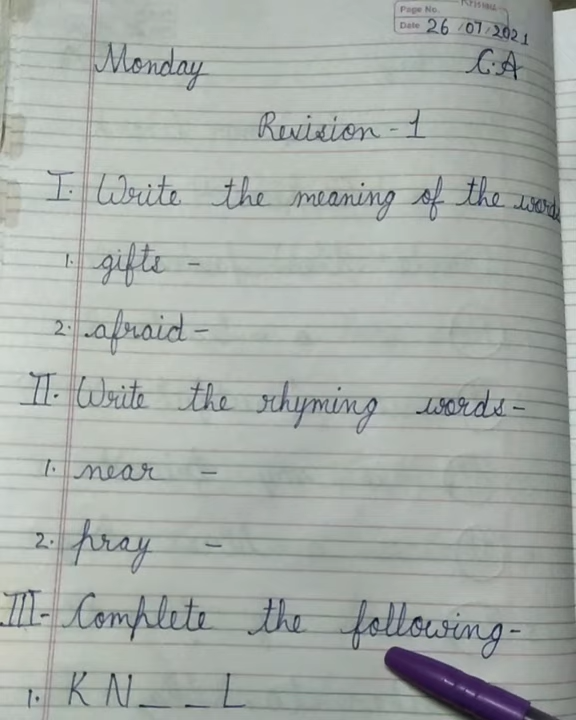 Page No.
Date 26/07/2021
Monday C.A
Revision - 1
I. Write the meaning of the words
1. gifts -
2. afraid -
II. Write the rhyming words -
1. near -
2. pray -
III - Complete the following -
1. K N _ _ L